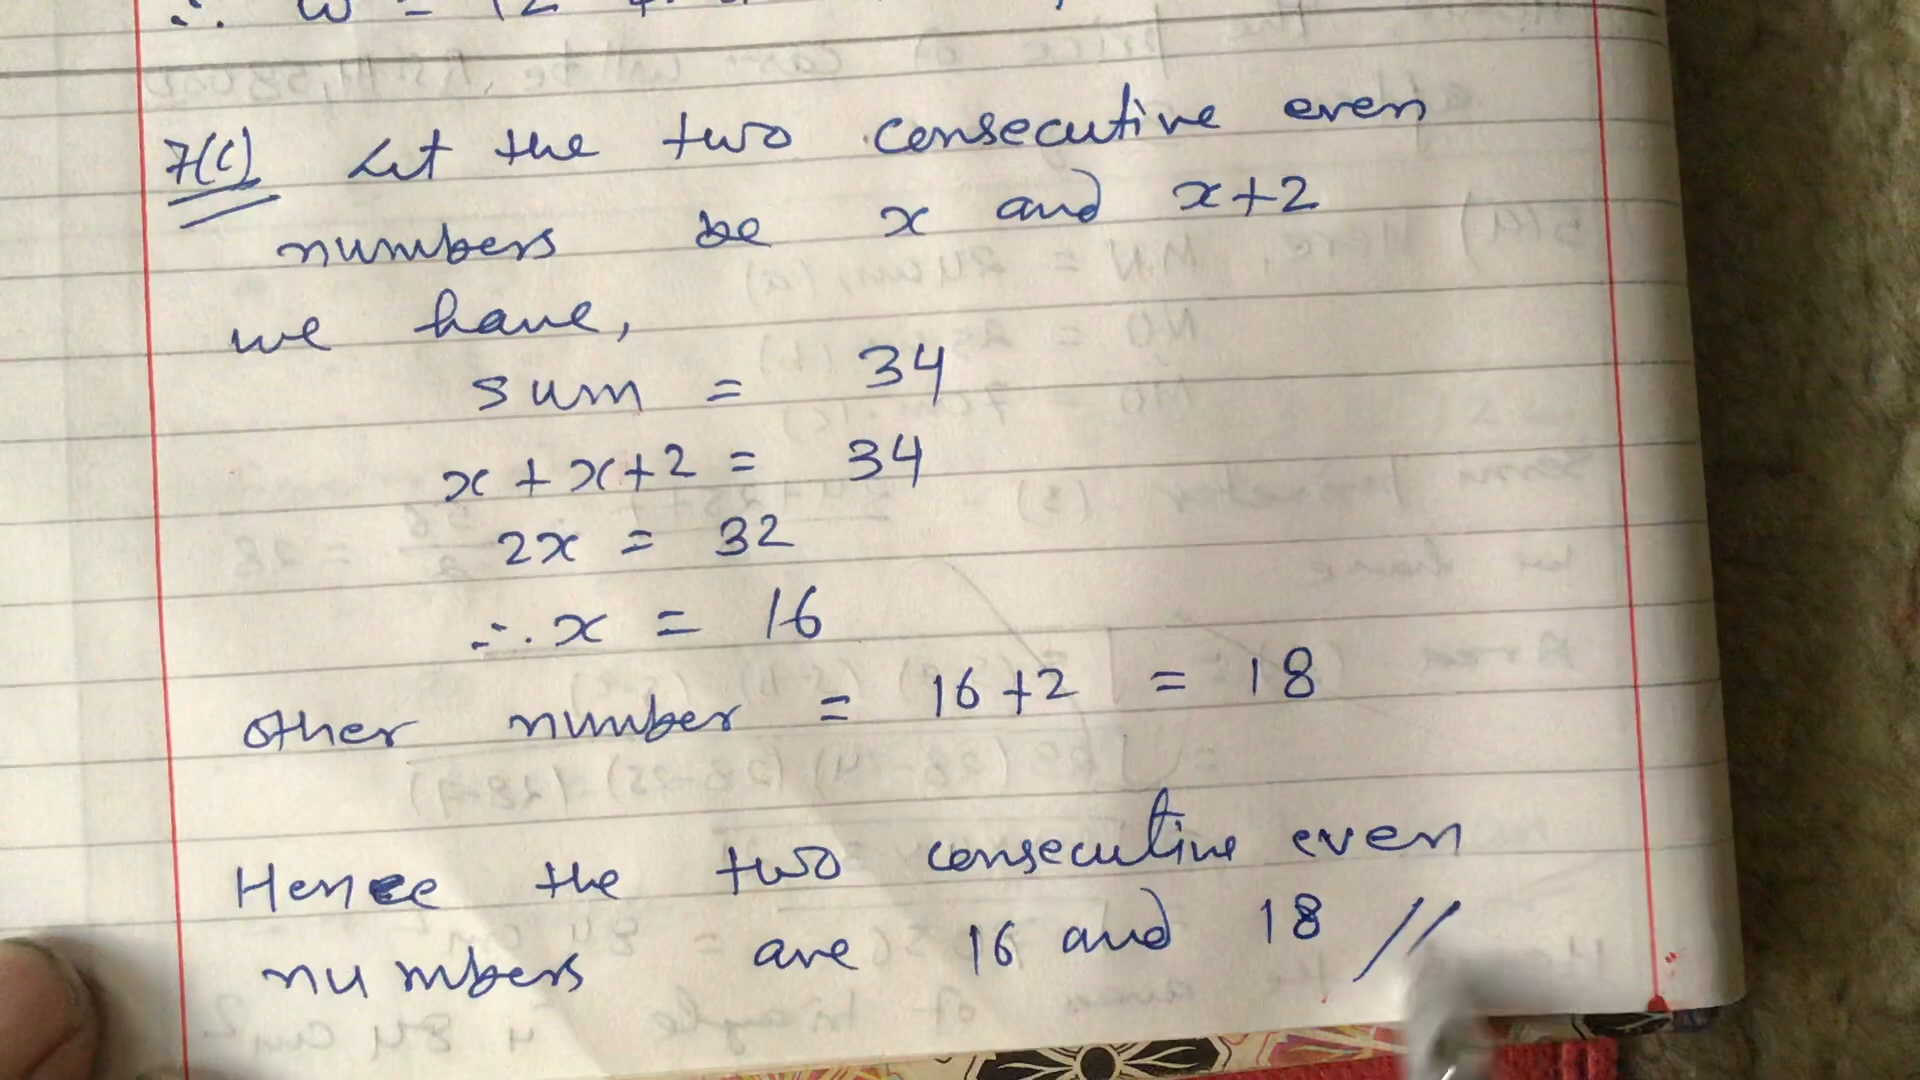 ∴ w = 12
7(c) Let the two consecutive even
numbers be x and x+2
we have,
sum = 34
x + x+2 = 34
2x = 32
∴ x = 16
other number = 16+2 = 18
Hence the two consecutive even
numbers are 16 and 18 //